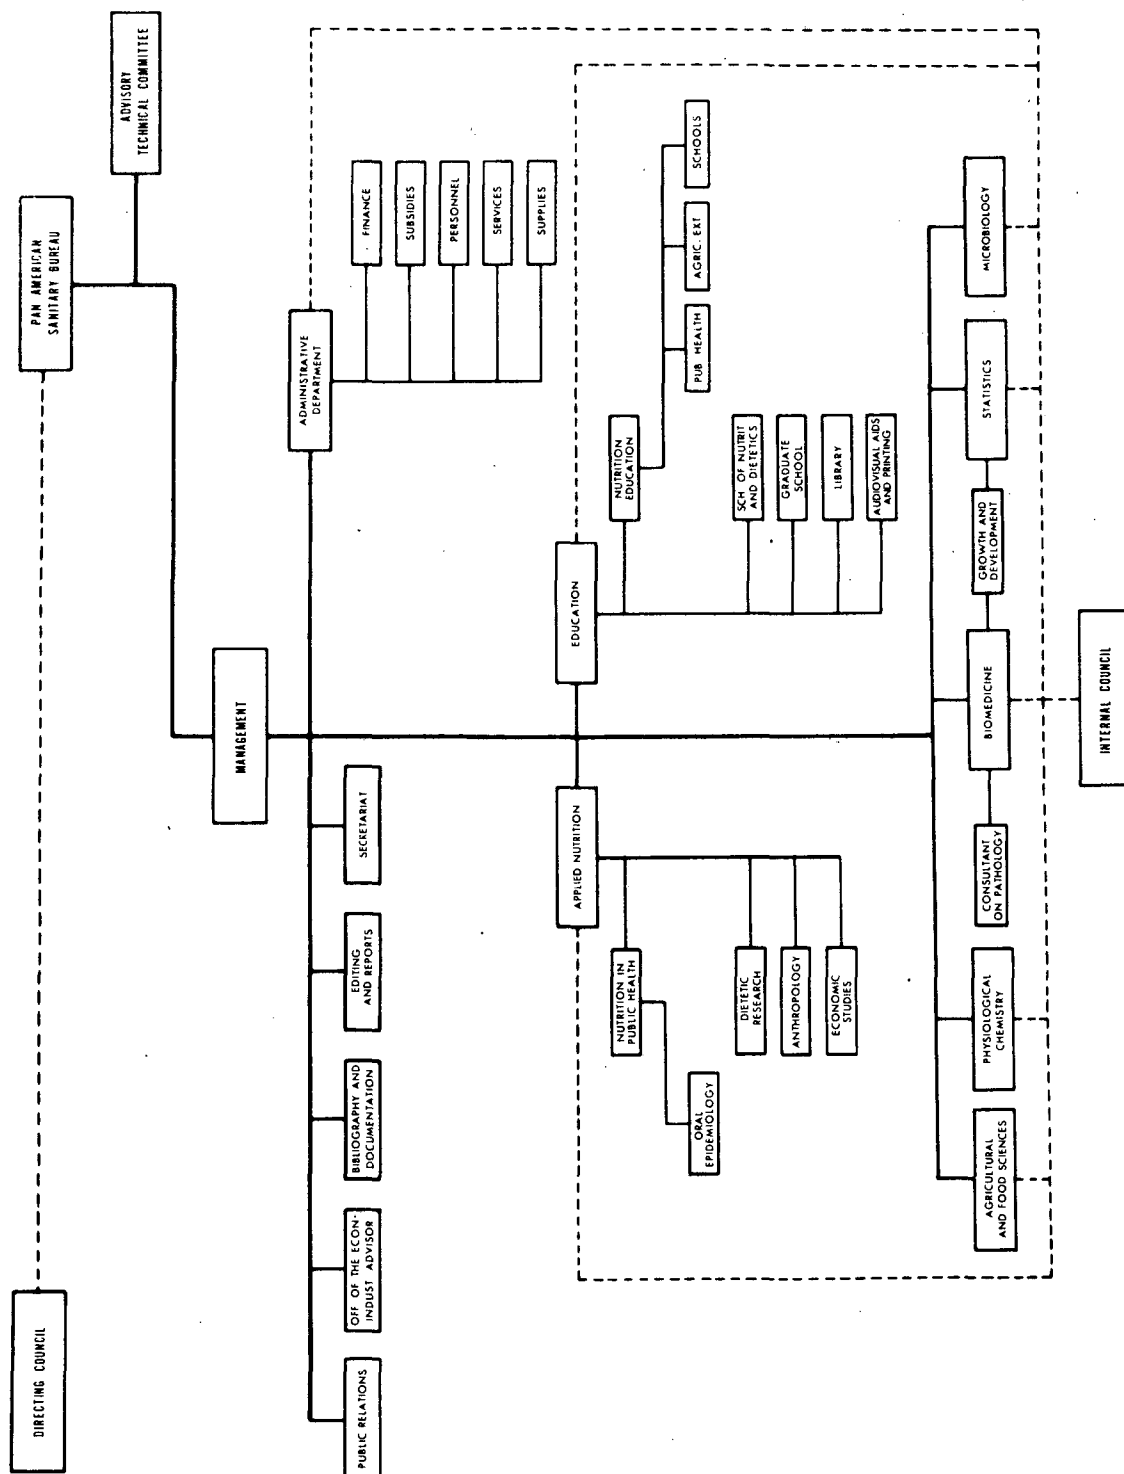 DIRECTING COUNCIL
PAN AMERICAN
SANITARY BUREAU
ADVISORY
TECHNICAL COMMITTEE
MANAGEMENT
PUBLIC RELATIONS
OFF OF THE ECON-
INDUST ADVISOR
BIBLIOGRAPHY AND
DOCUMENTATION
EDITING
AND REPORTS
SECRETARIAT
ADMINISTRATIVE
DEPARTMENT
FINANCE
SUBSIDIES
PERSONNEL
SERVICES
SUPPLIES
APPLIED NUTRITION
NUTRITION IN
PUBLIC HEALTH
ORAL
EPIDEMIOLOGY
DIETETIC
RESEARCH
ANTHROPOLOGY
ECONOMIC
STUDIES
EDUCATION
NUTRITION
EDUCATION
PUB HEALTH
AGRIC. EXT
SCHOOLS
SCH OF NUTRIT
AND DIETETICS
GRADUATE
SCHOOL
LIBRARY
AUDIOVISUAL AIDS
AND PRINTING
AGRICULTURAL
AND FOOD SCIENCES
PHYSIOLOGICAL
CHEMISTRY
CONSULTANT
ON PATHOLOGY
BIOMEDICINE
GROWTH AND
DEVELOPMENT
STATISTICS
MICROBIOLOGY
INTERNAL COUNCIL